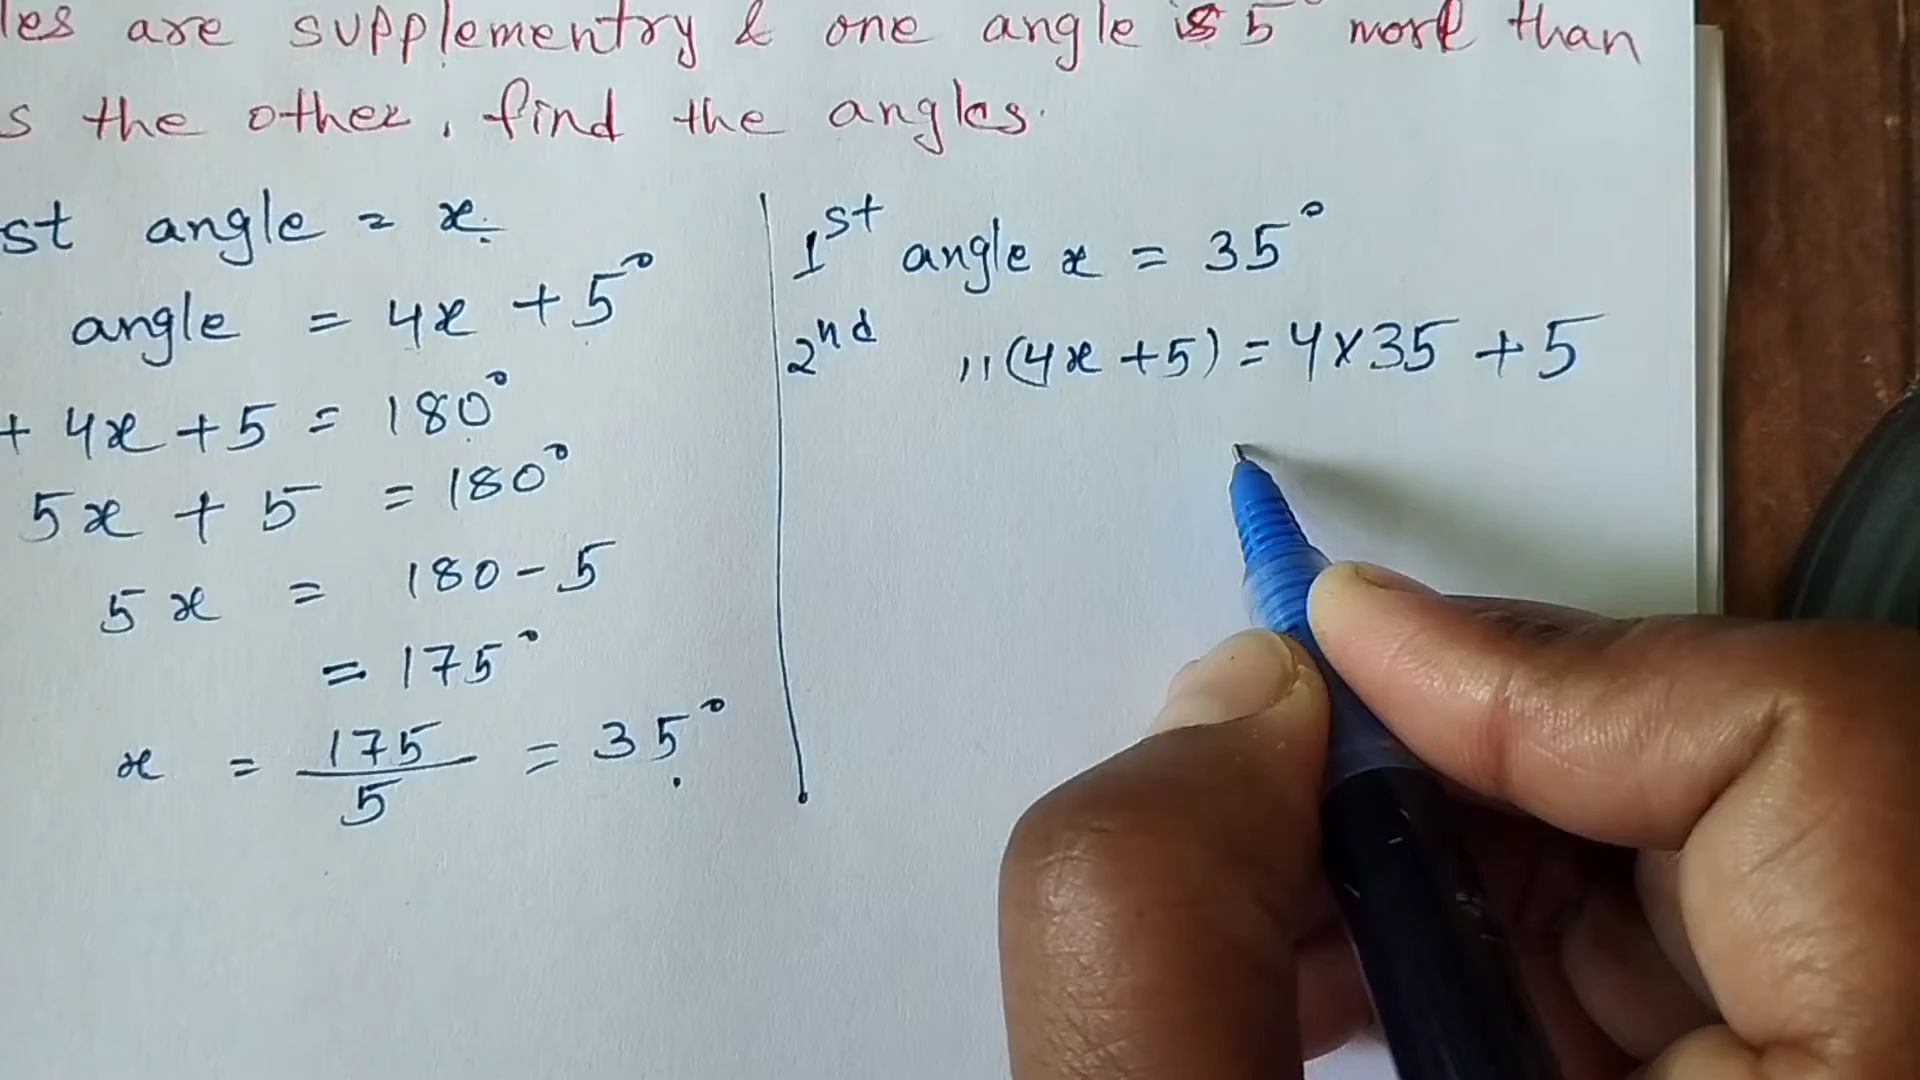 les are supplementry & one angle is 5° more than
s the other, find the angles.
st angle = x.
angle = 4x + 5°
+ 4x + 5 = 180°
5x + 5 = 180°
5x = 180 - 5
= 175°
x = 175/5 = 35°
1st angle x = 35°
2nd ,, (4x + 5) = 4x35 + 5